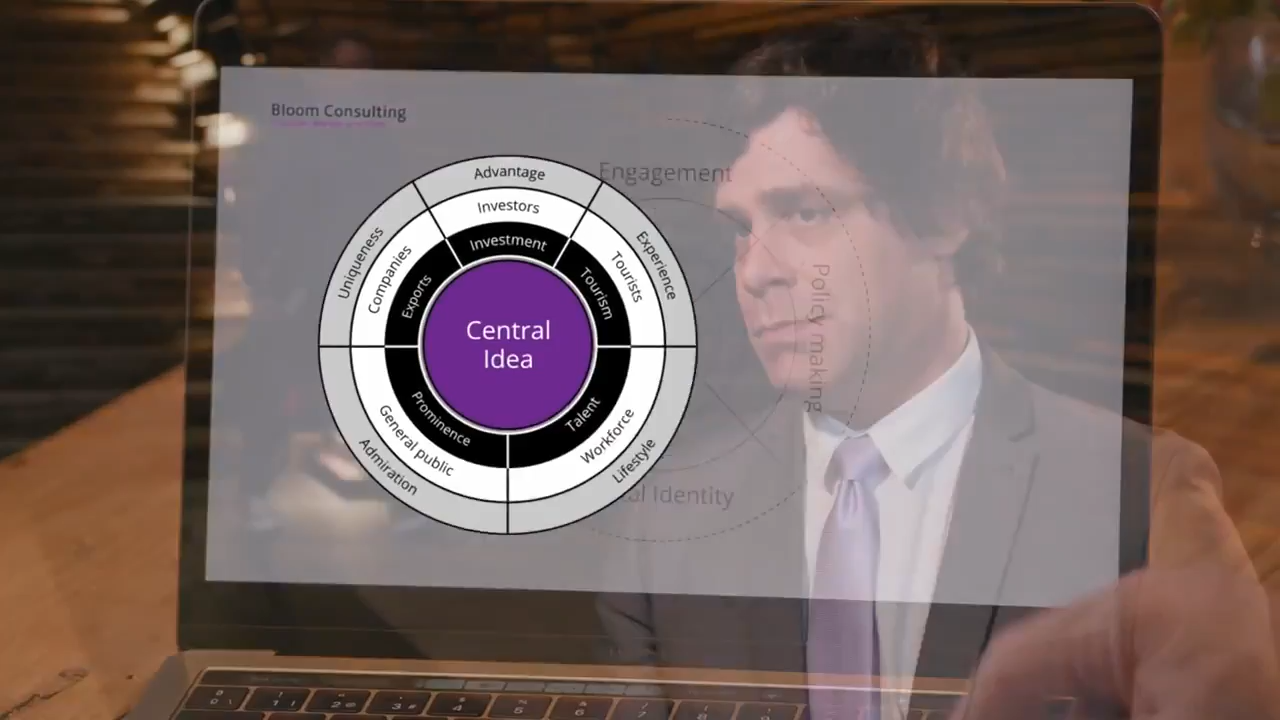 Bloom Consulting
Engagement
Advantage
Investors
Investment
Uniqueness
Companies
Exports
Experience
Tourists
Tourism
Central
Idea
Policy making
Prominence
General public
Admiration
Talent
Workforce
Lifestyle
Identity